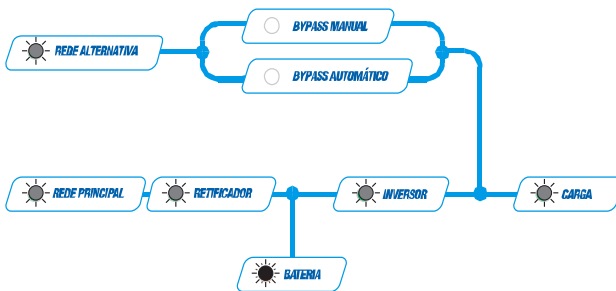 BYPASS MANUAL
REDE ALTERNATIVA
BYPASS AUTOMÁTICO
REDE PRINCIPAL
RETIFICADOR
INVERSOR
CARGA
BATERIA